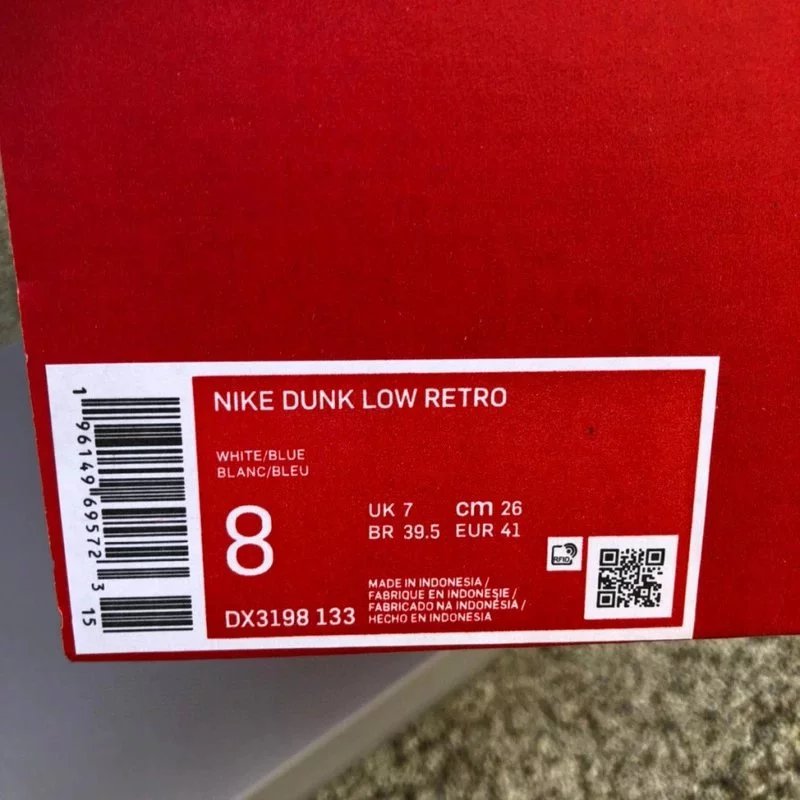 NIKE DUNK LOW RETRO
WHITE/BLUE
BLANC/BLEU
8
UK 7 cm 26
BR 39.5 EUR 41
DX3198 133
MADE IN INDONESIA /
FABRIQUE EN INDONESIE /
FABRICADO NA INDONÉSIA /
HECHO EN INDONESIA
RFID
1 96149 69572 3 15